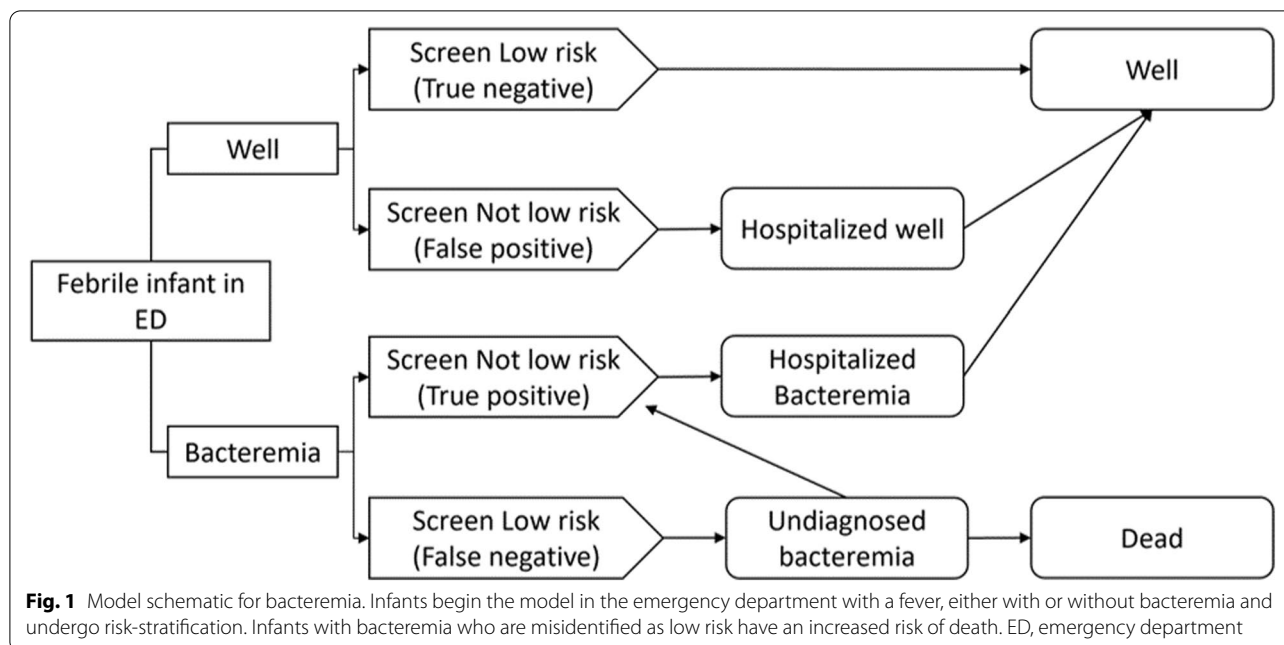 Screen Low risk
(True negative)
Well
Well
Screen Not low risk
(False positive)
Hospitalized well
Febrile infant in
ED
Screen Not low risk
(True positive)
Hospitalized
Bacteremia
Bacteremia
Screen Low risk
(False negative)
Undiagnosed
bacteremia
Dead
Fig. 1 Model schematic for bacteremia. Infants begin the model in the emergency department with a fever, either with or without bacteremia and
undergo risk-stratification. Infants with bacteremia who are misidentified as low risk have an increased risk of death. ED, emergency department